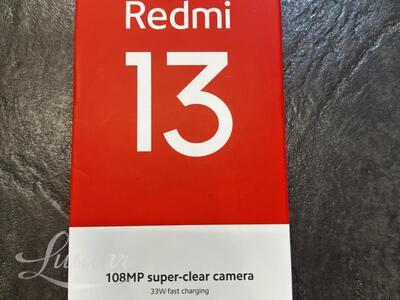 Redmi
13
108MP super-clear camera
33W fast charging